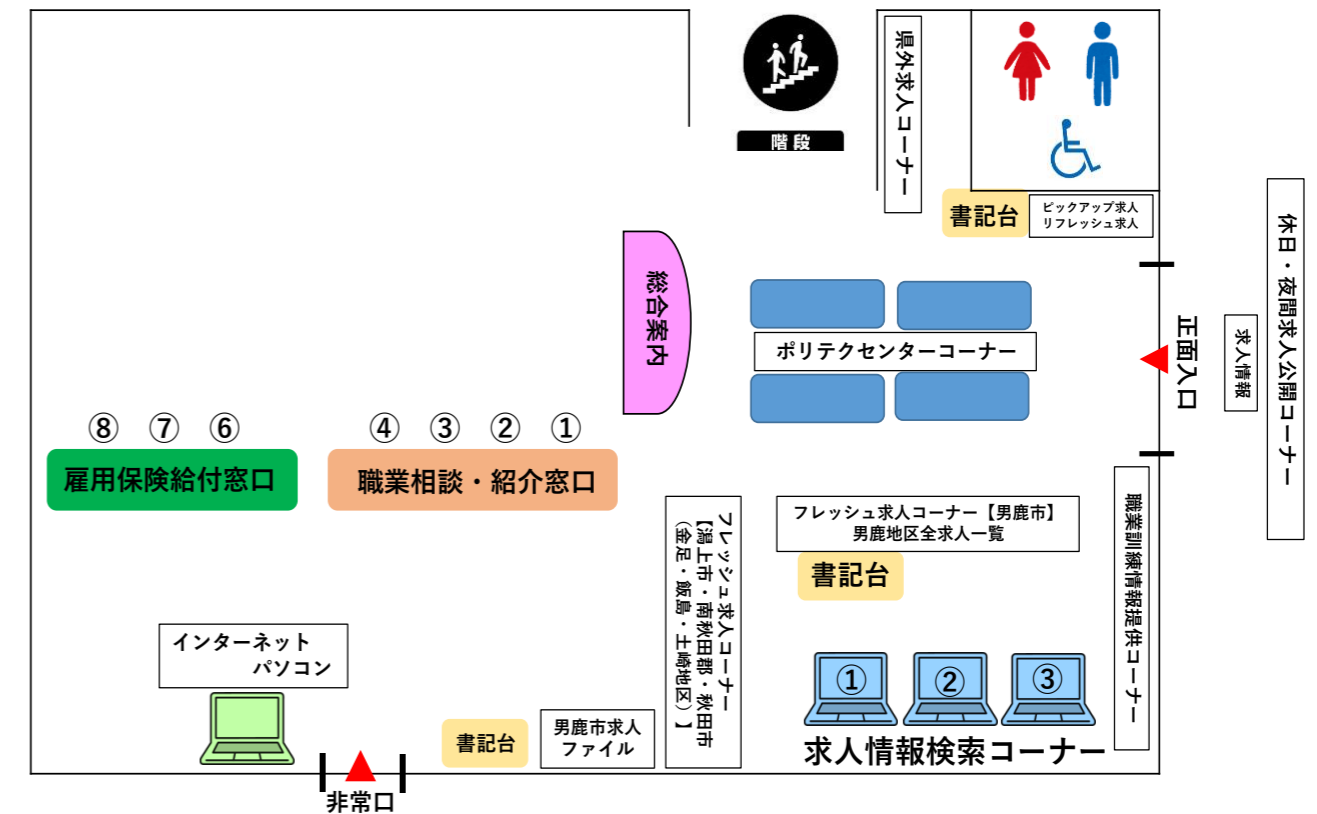 階段
県外求人コーナー
書記台
ピックアップ求人
リフレッシュ求人
休日・夜間求人公開コーナー
求人情報
正面入口
総合案内
ポリテクセンターコーナー
⑧ ⑦ ⑥
雇用保険給付窓口
④ ③ ② ①
職業相談・紹介窓口
フレッシュ求人コーナー
【潟上市・南秋田郡・秋田市
(金足・飯島・土崎地区)】
フレッシュ求人コーナー【男鹿市】
男鹿地区全求人一覧
書記台
職業訓練情報提供コーナー
① ② ③
求人情報検索コーナー
インターネット
パソコン
書記台
男鹿市求人
ファイル
非常口